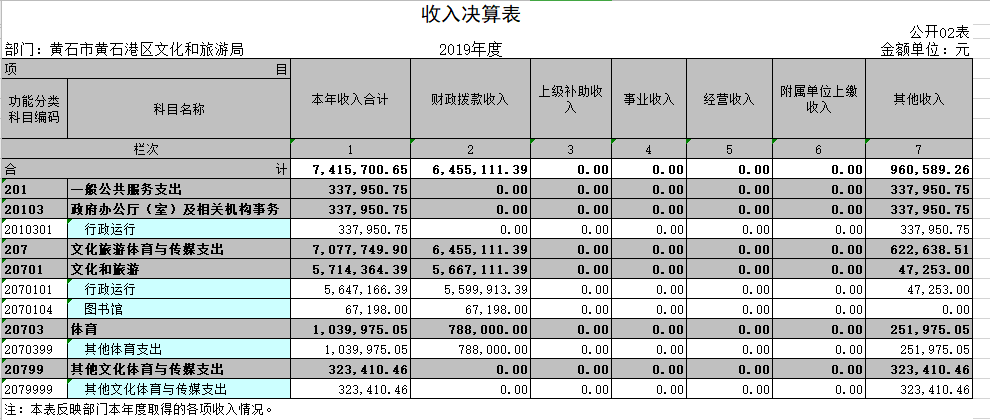 收入决算表
公开02表
部门：黄石市黄石港区文化和旅游局 2019年度 金额单位：元
项 目
功能分类科目编码 科目名称 本年收入合计 财政拨款收入 上级补助收入 事业收入 经营收入 附属单位上缴收入 其他收入
栏次 1 2 3 4 5 6 7
合 计 7,415,700.65 6,455,111.39 0.00 0.00 0.00 0.00 960,589.26
201 一般公共服务支出 337,950.75 0.00 0.00 0.00 0.00 0.00 337,950.75
20103 政府办公厅（室）及相关机构事务 337,950.75 0.00 0.00 0.00 0.00 0.00 337,950.75
2010301 行政运行 337,950.75 0.00 0.00 0.00 0.00 0.00 337,950.75
207 文化旅游体育与传媒支出 7,077,749.90 6,455,111.39 0.00 0.00 0.00 0.00 622,638.51
20701 文化和旅游 5,714,364.39 5,667,111.39 0.00 0.00 0.00 0.00 47,253.00
2070101 行政运行 5,647,166.39 5,599,913.39 0.00 0.00 0.00 0.00 47,253.00
2070104 图书馆 67,198.00 67,198.00 0.00 0.00 0.00 0.00 0.00
20703 体育 1,039,975.05 788,000.00 0.00 0.00 0.00 0.00 251,975.05
2070399 其他体育支出 1,039,975.05 788,000.00 0.00 0.00 0.00 0.00 251,975.05
20799 其他文化体育与传媒支出 323,410.46 0.00 0.00 0.00 0.00 0.00 323,410.46
2079999 其他文化体育与传媒支出 323,410.46 0.00 0.00 0.00 0.00 0.00 323,410.46
注：本表反映部门本年度取得的各项收入情况。